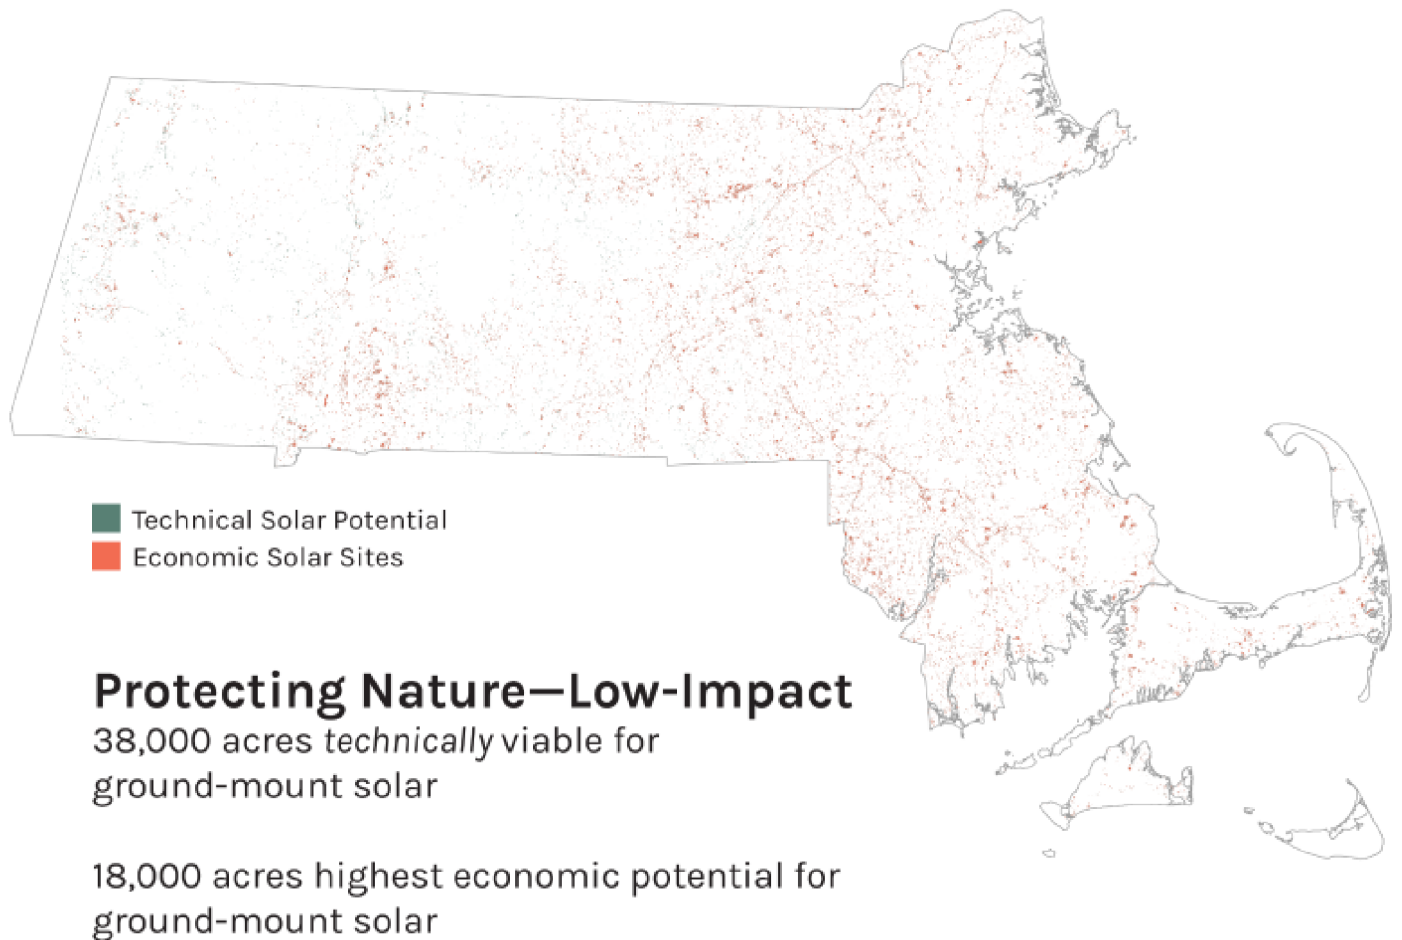 Technical Solar Potential
Economic Solar Sites
Protecting Nature—Low-Impact
38,000 acres technically viable for
ground-mount solar
18,000 acres highest economic potential for
ground-mount solar